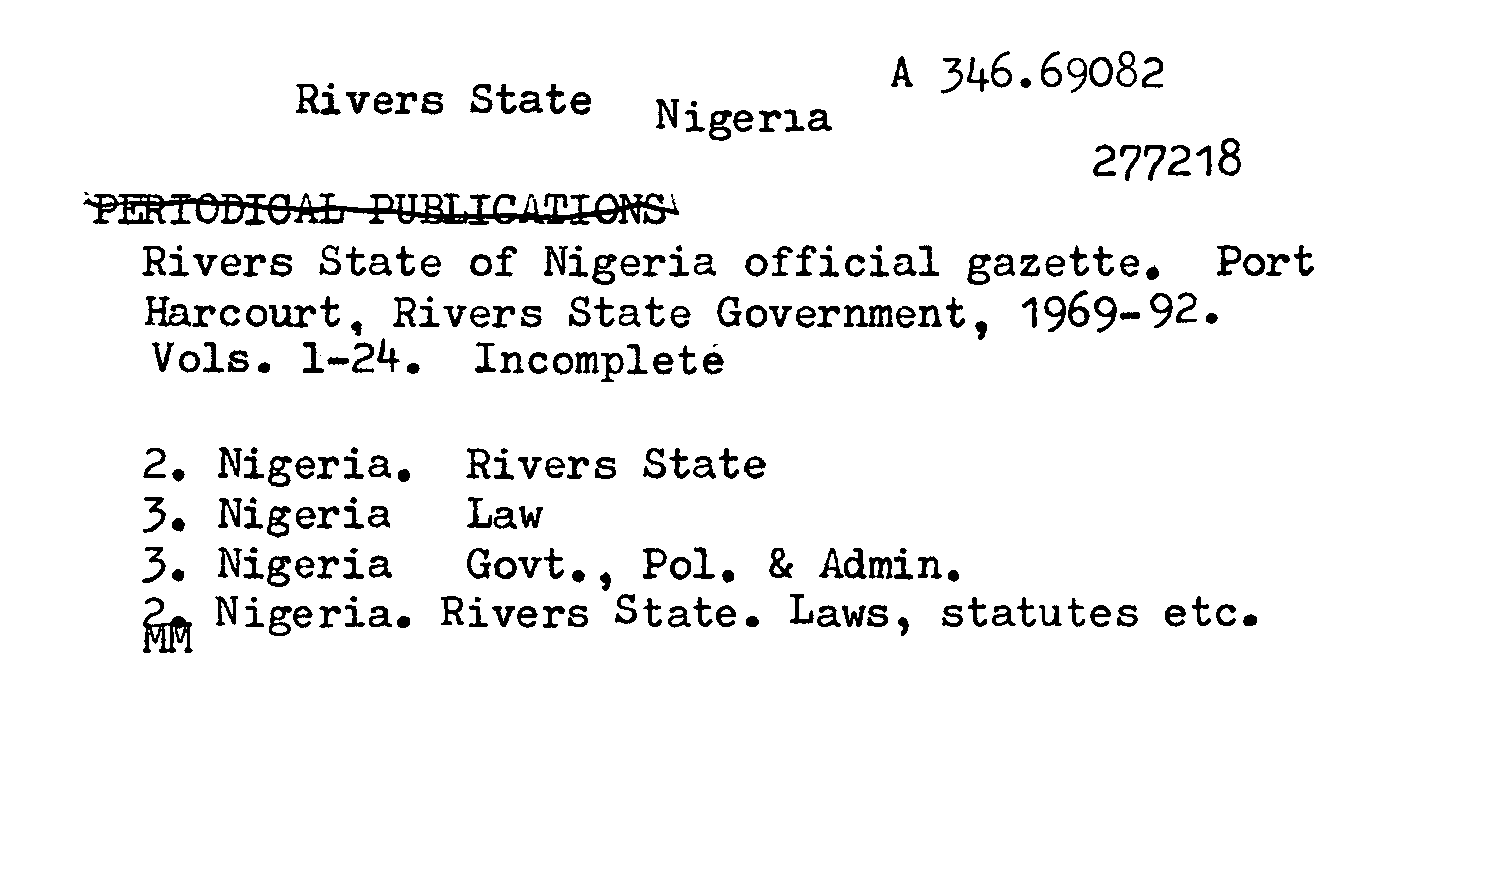 A 346.69082
Rivers State Nigeria
277218
PERIODICAL PUBLICATIONS
Rivers State of Nigeria official gazette. Port
Harcourt, Rivers State Government, 1969-92.
Vols. 1-24. Incomplete
2. Nigeria. Rivers State
3. Nigeria Law
3. Nigeria Govt., Pol. & Admin.
2. Nigeria. Rivers State. Laws, statutes etc.
MM